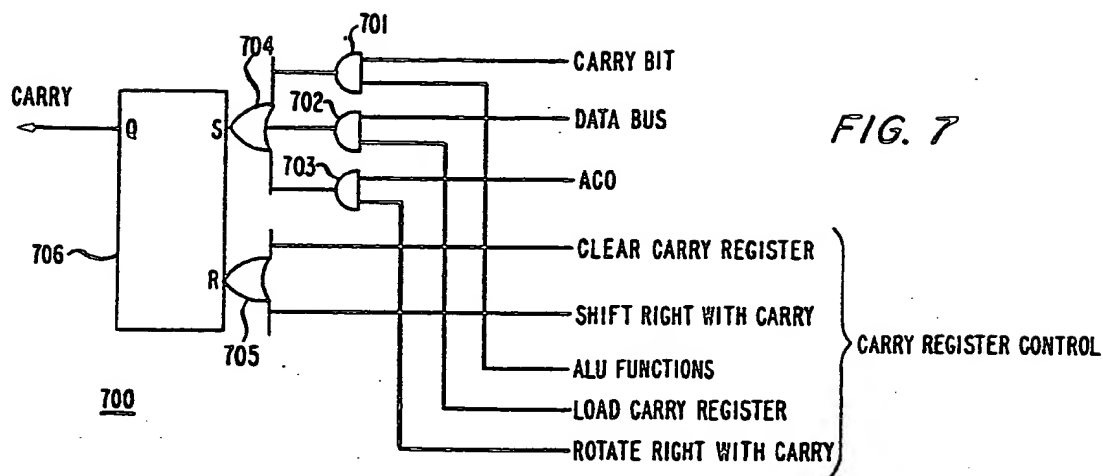 704
701
CARRY BIT
CARRY
702
DATA BUS
FIG. 7
Q
S
703
ACO
706
CLEAR CARRY REGISTER
R
SHIFT RIGHT WITH CARRY
705
CARRY REGISTER CONTROL
ALU FUNCTIONS
700
LOAD CARRY REGISTER
ROTATE RIGHT WITH CARRY